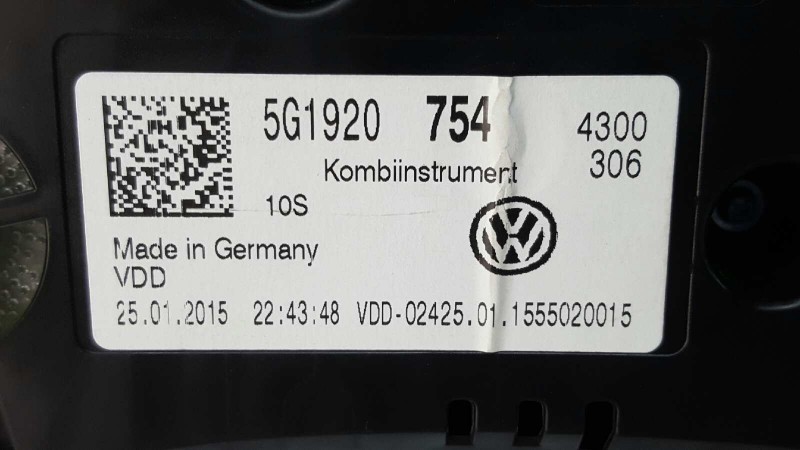 5G1920 754 4300
Kombiinstrument 306
10S
Made in Germany
VDD
25.01.2015 22:43:48 VDD-02425.01.1555020015